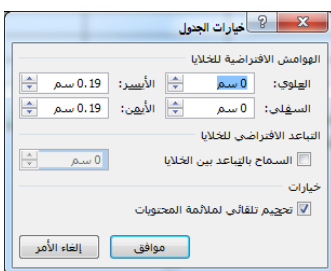 خيارات الجدول
الهوامش الافتراضية للخلايا
العلوي: 0 سم الأيسر: 0.19 سم
السفلي: 0 سم الأيمن: 0.19 سم
التباعد الافتراضي للخلايا
السماح بالتباعد بين الخلايا 0 سم
خيارات
تحجيم تلقائي لملائمة المحتويات
موافق إلغاء الأمر